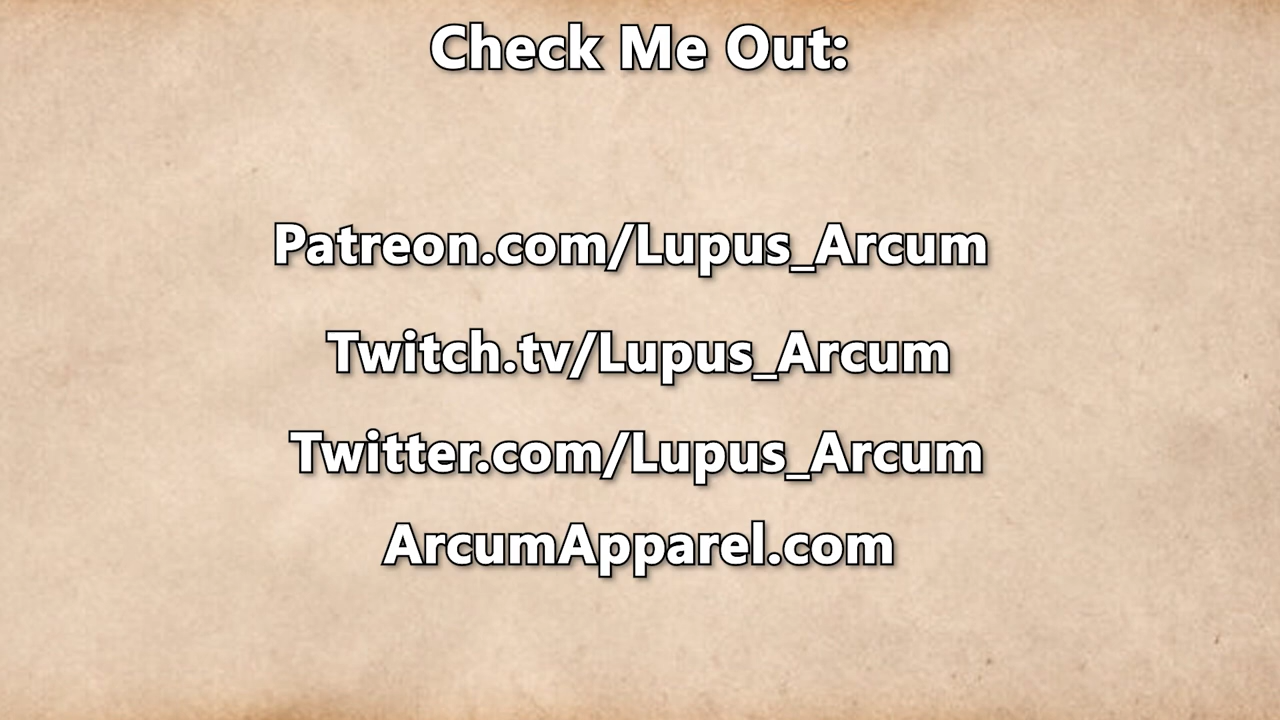 Check Me Out:
Patreon.com/Lupus_Arcum
Twitch.tv/Lupus_Arcum
Twitter.com/Lupus_Arcum
ArcumApparel.com